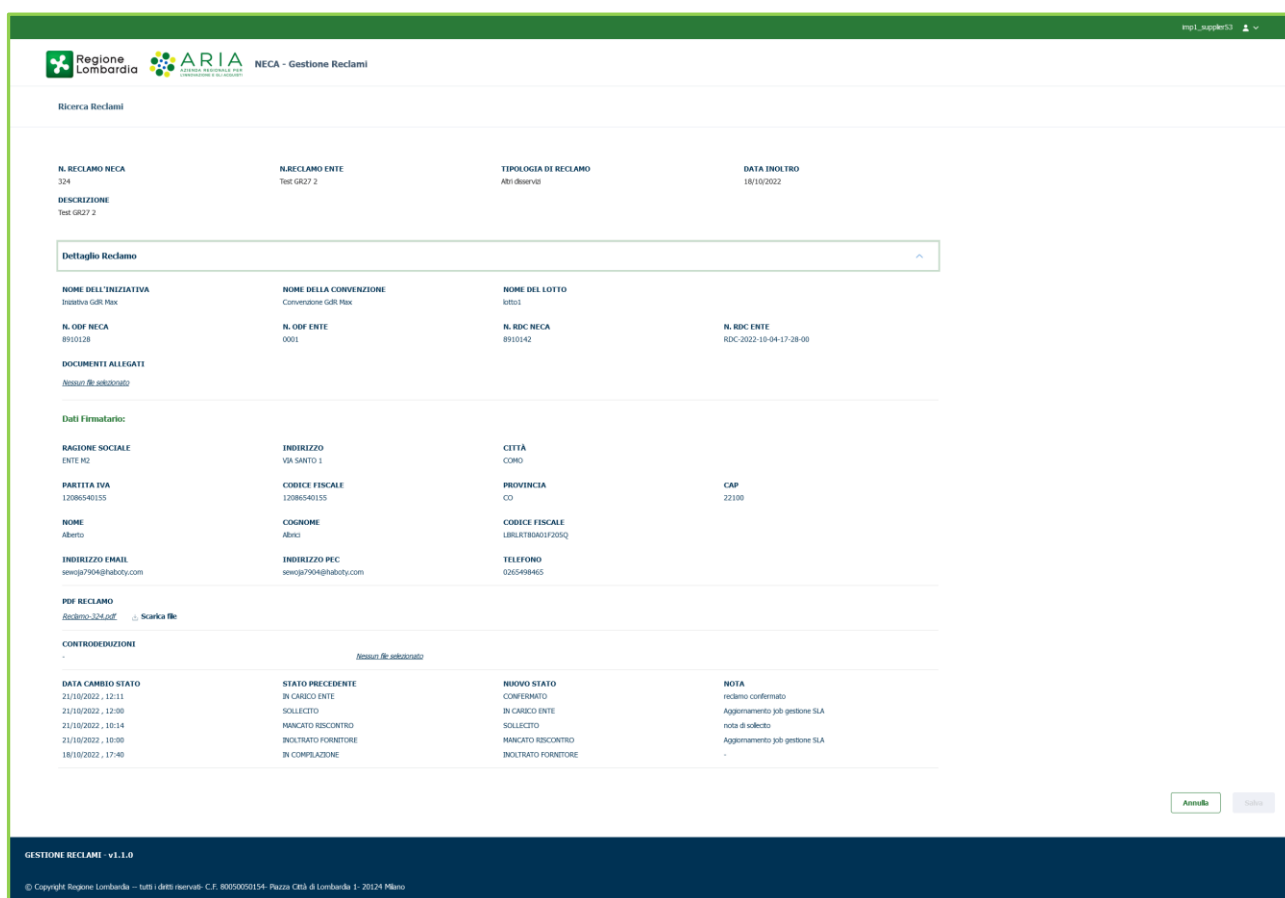 imp1_supplier53
Regione Lombardia
ARIA
AZIENDA REGIONALE PER
L'INNOVAZIONE E GLI ACQUISTI
NECA - Gestione Reclami
Ricerca Reclami
N. RECLAMO NECA N.RECLAMO ENTE TIPOLOGIA DI RECLAMO DATA INOLTRO
324 Test GR27 2 Altri disservizi 18/10/2022
DESCRIZIONE
Test GR27 2
Dettaglio Reclamo
NOME DELL'INIZIATIVA NOME DELLA CONVENZIONE NOME DEL LOTTO
Iniziativa GdR Max Convenzione GdR Max lotto1
N. ODF NECA N. ODF ENTE N. RDC NECA N. RDC ENTE
8910128 0001 8910142 RDC-2022-10-04-17-28-00
DOCUMENTI ALLEGATI
Nessun file selezionato
Dati Firmatario:
RAGIONE SOCIALE INDIRIZZO CITTÀ
ENTE M2 VIA SANTO 1 COMO
PARTITA IVA CODICE FISCALE PROVINCIA CAP
12086540155 12086540155 CO 22100
NOME COGNOME CODICE FISCALE
Alberto Albrici LBRLRT80A01F205Q
INDIRIZZO EMAIL INDIRIZZO PEC TELEFONO
sewoja7904@haboty.com sewoja7904@haboty.com 0265498465
PDF RECLAMO
Reclamo-324.pdf Scarica file
CONTRODEDUZIONI
- Nessun file selezionato
DATA CAMBIO STATO STATO PRECEDENTE NUOVO STATO NOTA
21/10/2022 , 12:11 IN CARICO ENTE CONFERMATO reclamo confermato
21/10/2022 , 12:00 SOLLECITO IN CARICO ENTE Aggiornamento job gestione SLA
21/10/2022 , 10:14 MANCATO RISCONTRO SOLLECITO nota di sollecito
21/10/2022 , 10:00 INOLTRATO FORNITORE MANCATO RISCONTRO Aggiornamento job gestione SLA
18/10/2022 , 17:40 IN COMPILAZIONE INOLTRATO FORNITORE -
Annulla Salva
GESTIONE RECLAMI - v1.1.0
© Copyright Regione Lombardia -- tutti i diritti riservati- C.F. 80050050154- Piazza Città di Lombardia 1- 20124 Milano